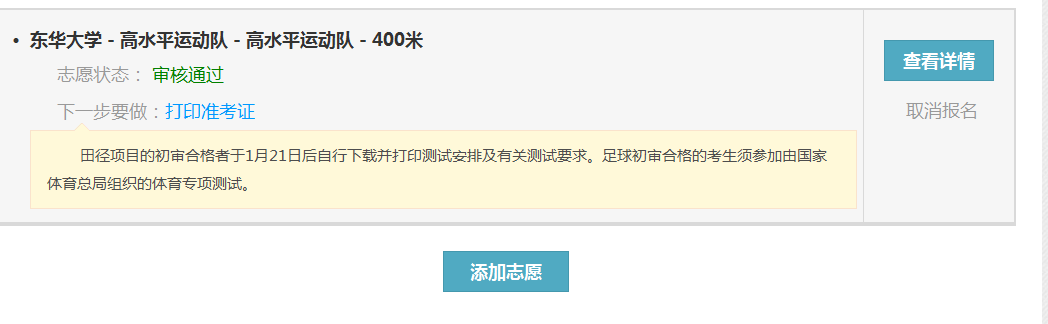 • 东华大学 - 高水平运动队 - 高水平运动队 - 400米
志愿状态： 审核通过
下一步要做：打印准考证
田径项目的初审合格者于1月21日后自行下载并打印测试安排及有关测试要求。足球初审合格的考生须参加由国家
体育总局组织的体育专项测试。
查看详情
取消报名
添加志愿